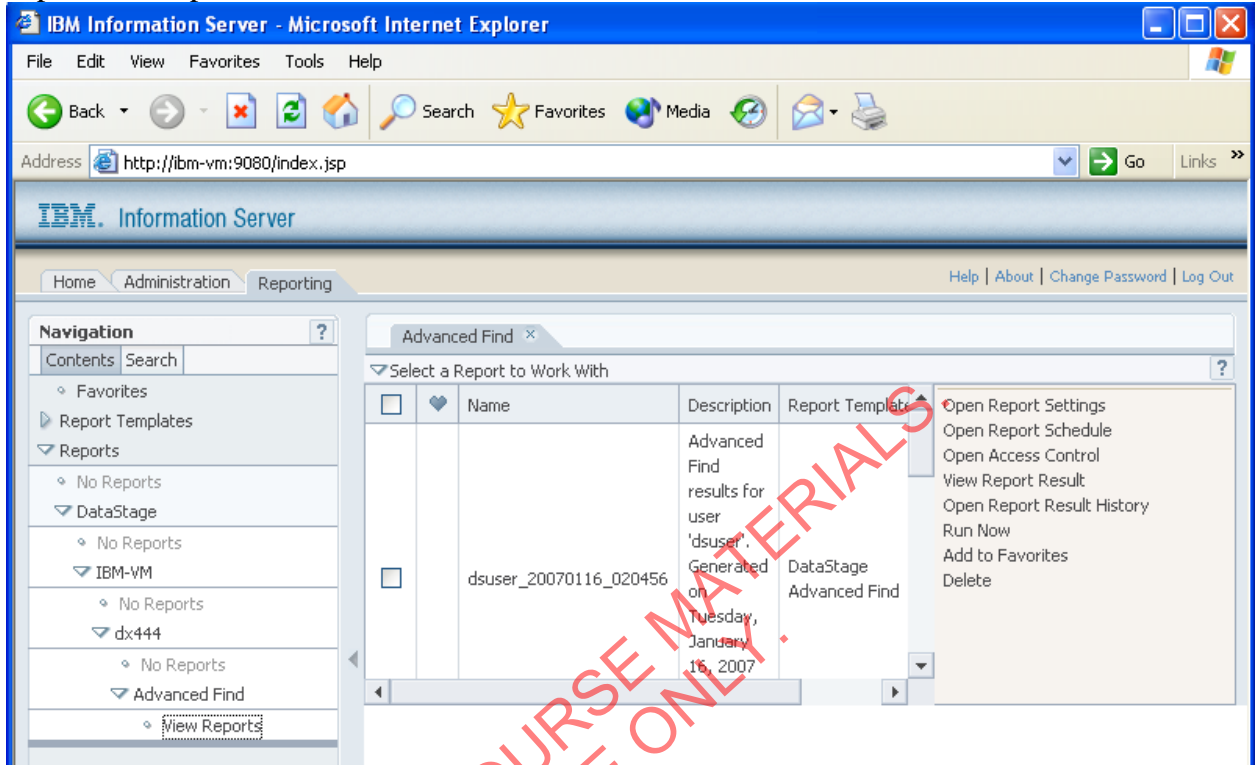 IBM Information Server - Microsoft Internet Explorer
File Edit View Favorites Tools Help
Back Search Favorites Media
Address http://ibm-vm:9080/index.jsp Go Links »
IBM. Information Server
Home Administration Reporting Help | About | Change Password | Log Out
Navigation ?
Contents Search
Favorites
Report Templates
Reports
No Reports
DataStage
No Reports
IBM-VM
No Reports
dx444
No Reports
Advanced Find
View Reports
Advanced Find ×
Select a Report to Work With ?
Name Description Report Template
dsuser_20070116_020456
Advanced
Find
results for
user
'dsuser'.
Generated
on
Tuesday,
January
16, 2007
DataStage
Advanced Find
Open Report Settings
Open Report Schedule
Open Access Control
View Report Result
Open Report Result History
Run Now
Add to Favorites
Delete
COURSE MATERIALS
ONLY.